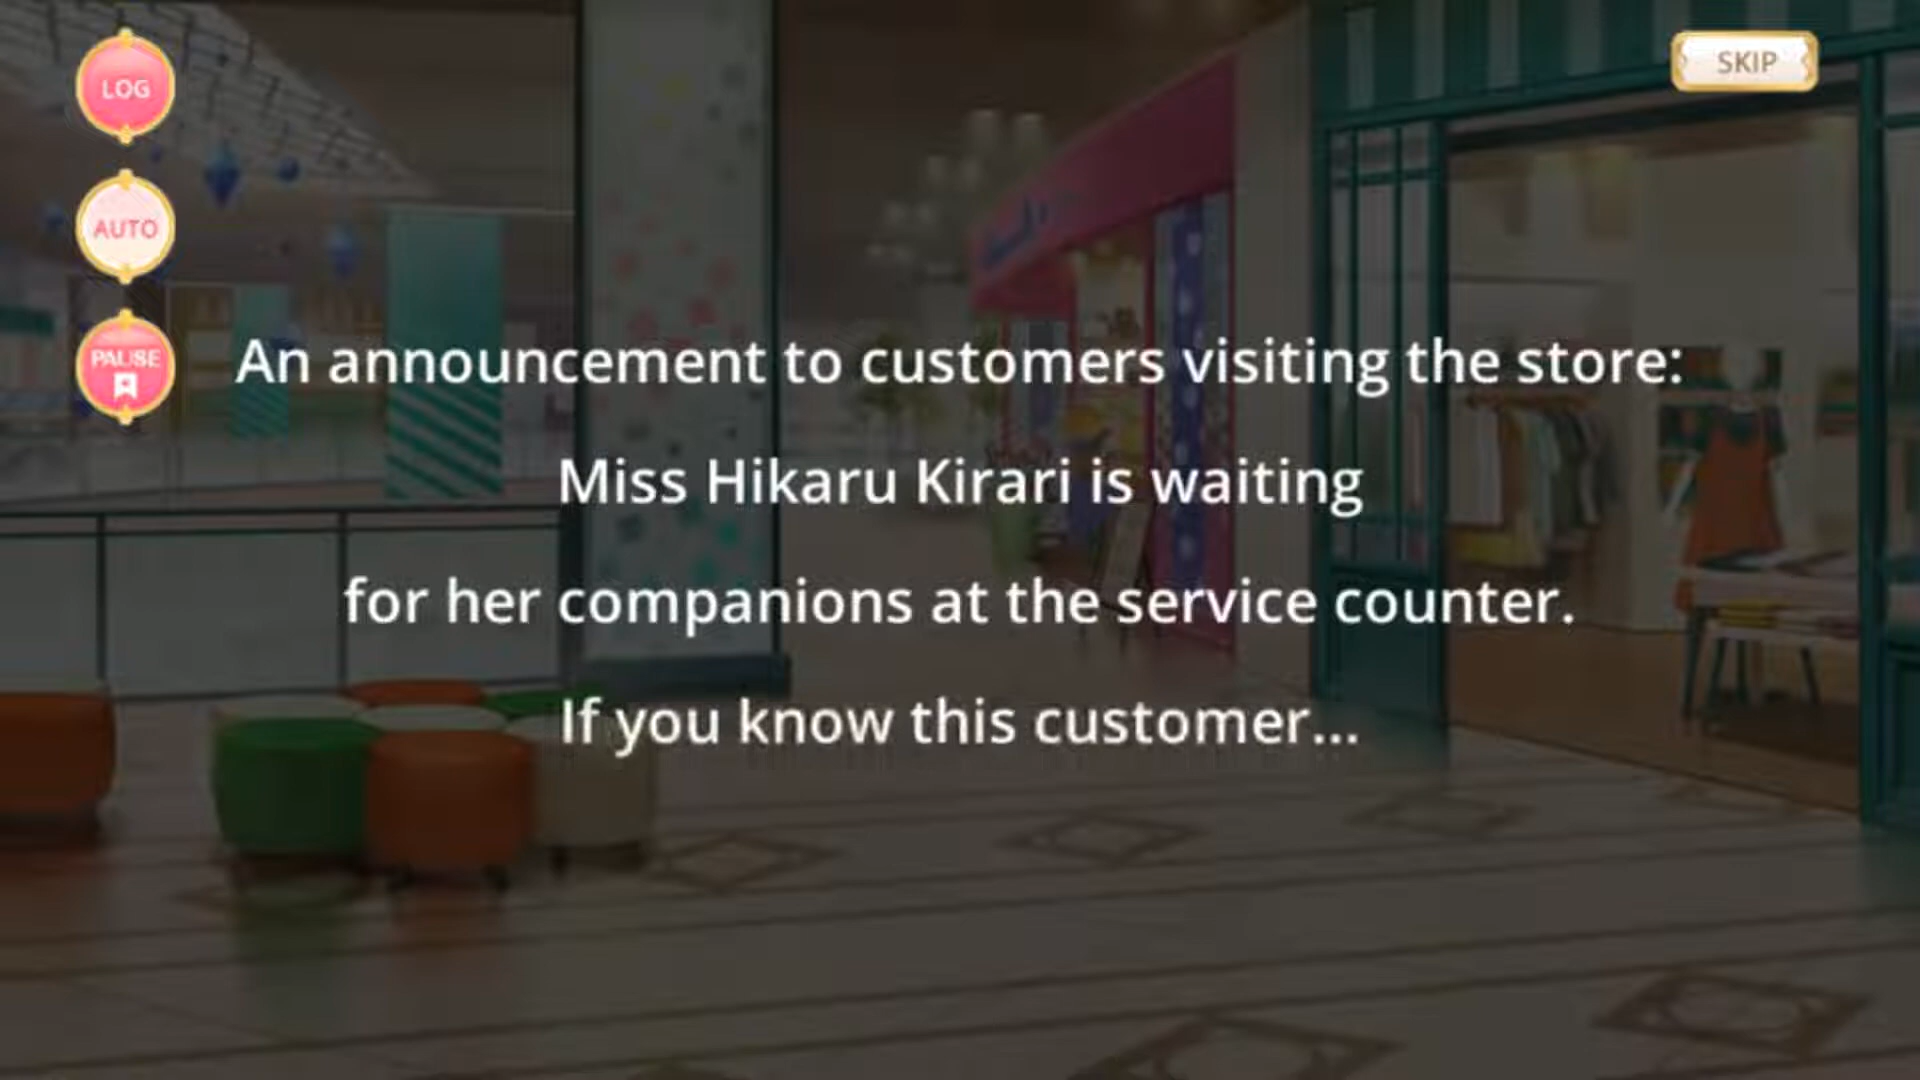 LOG
SKIP
AUTO
PAUSE
An announcement to customers visiting the store:
Miss Hikaru Kirari is waiting
for her companions at the service counter.
If you know this customer...